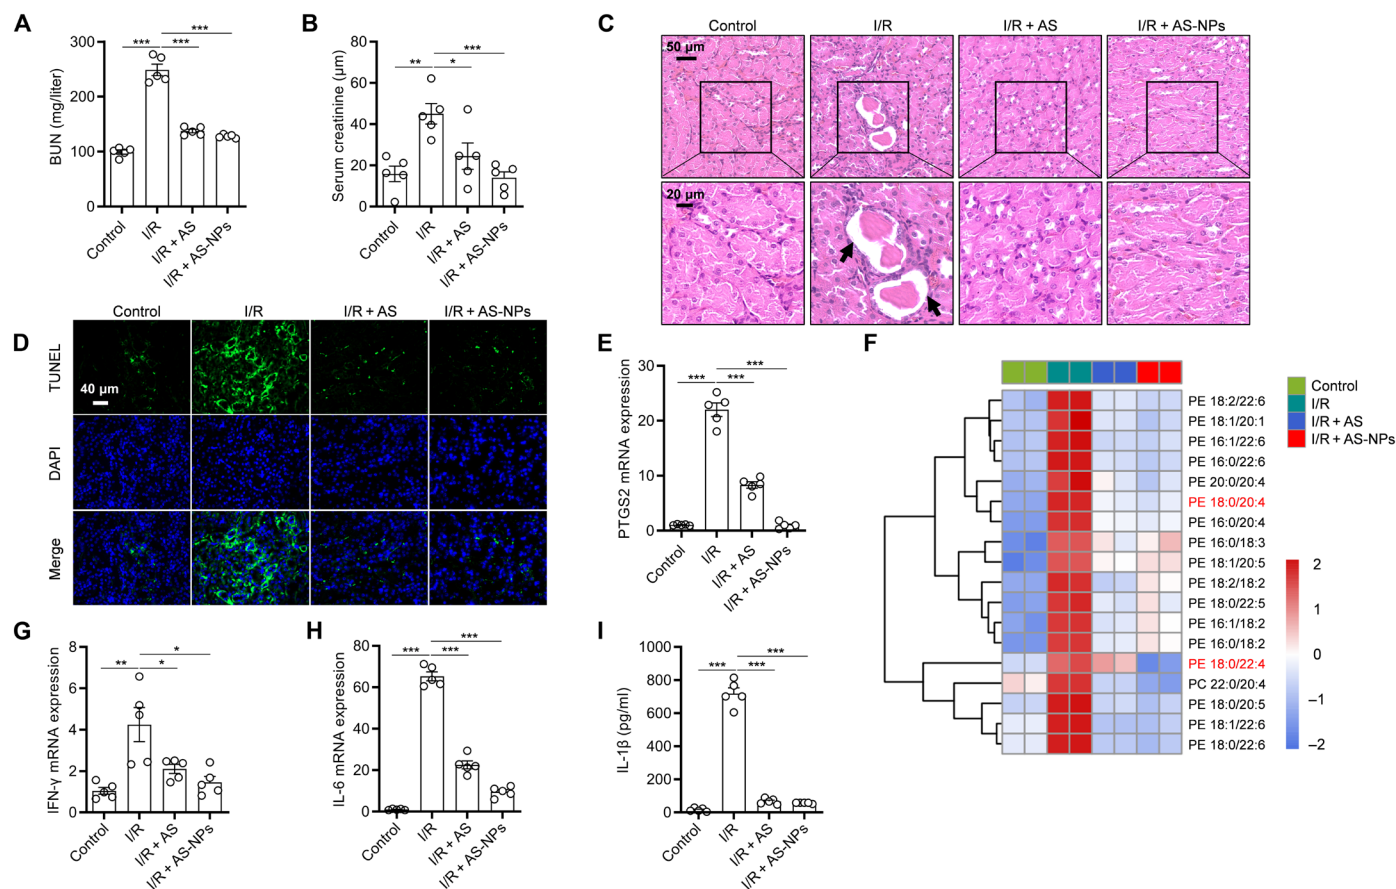 A
BUN (mg/liter)
300
200
100
0
***
***
***
Control
I/R
I/R + AS
I/R + AS-NPs
B
Serum creatinine (μm)
80
60
40
20
0
***
**
*
Control
I/R
I/R + AS
I/R + AS-NPs
C
Control
I/R
I/R + AS
I/R + AS-NPs
50 μm
20 μm
D
Control
I/R
I/R + AS
I/R + AS-NPs
TUNEL
40 μm
DAPI
Merge
E
PTGS2 mRNA expression
30
20
10
0
***
***
***
Control
I/R
I/R + AS
I/R + AS-NPs
F
PE 18:2/22:6
PE 18:1/20:1
PE 16:1/22:6
PE 16:0/22:6
PE 20:0/20:4
PE 18:0/20:4
PE 16:0/20:4
PE 16:0/18:3
PE 18:1/20:5
PE 18:2/18:2
PE 18:0/22:5
PE 16:1/18:2
PE 16:0/18:2
PE 18:0/22:4
PC 22:0/20:4
PE 18:0/20:5
PE 18:1/22:6
PE 18:0/22:6
Control
I/R
I/R + AS
I/R + AS-NPs
2
1
0
–1
–2
G
IFN-γ mRNA expression
8
6
4
2
0
*
**
*
Control
I/R
I/R + AS
I/R + AS-NPs
H
IL-6 mRNA expression
80
60
40
20
0
***
***
***
Control
I/R
I/R + AS
I/R + AS-NPs
I
IL-1β (pg/ml)
1000
800
600
400
200
0
***
***
***
Control
I/R
I/R + AS
I/R + AS-NPs